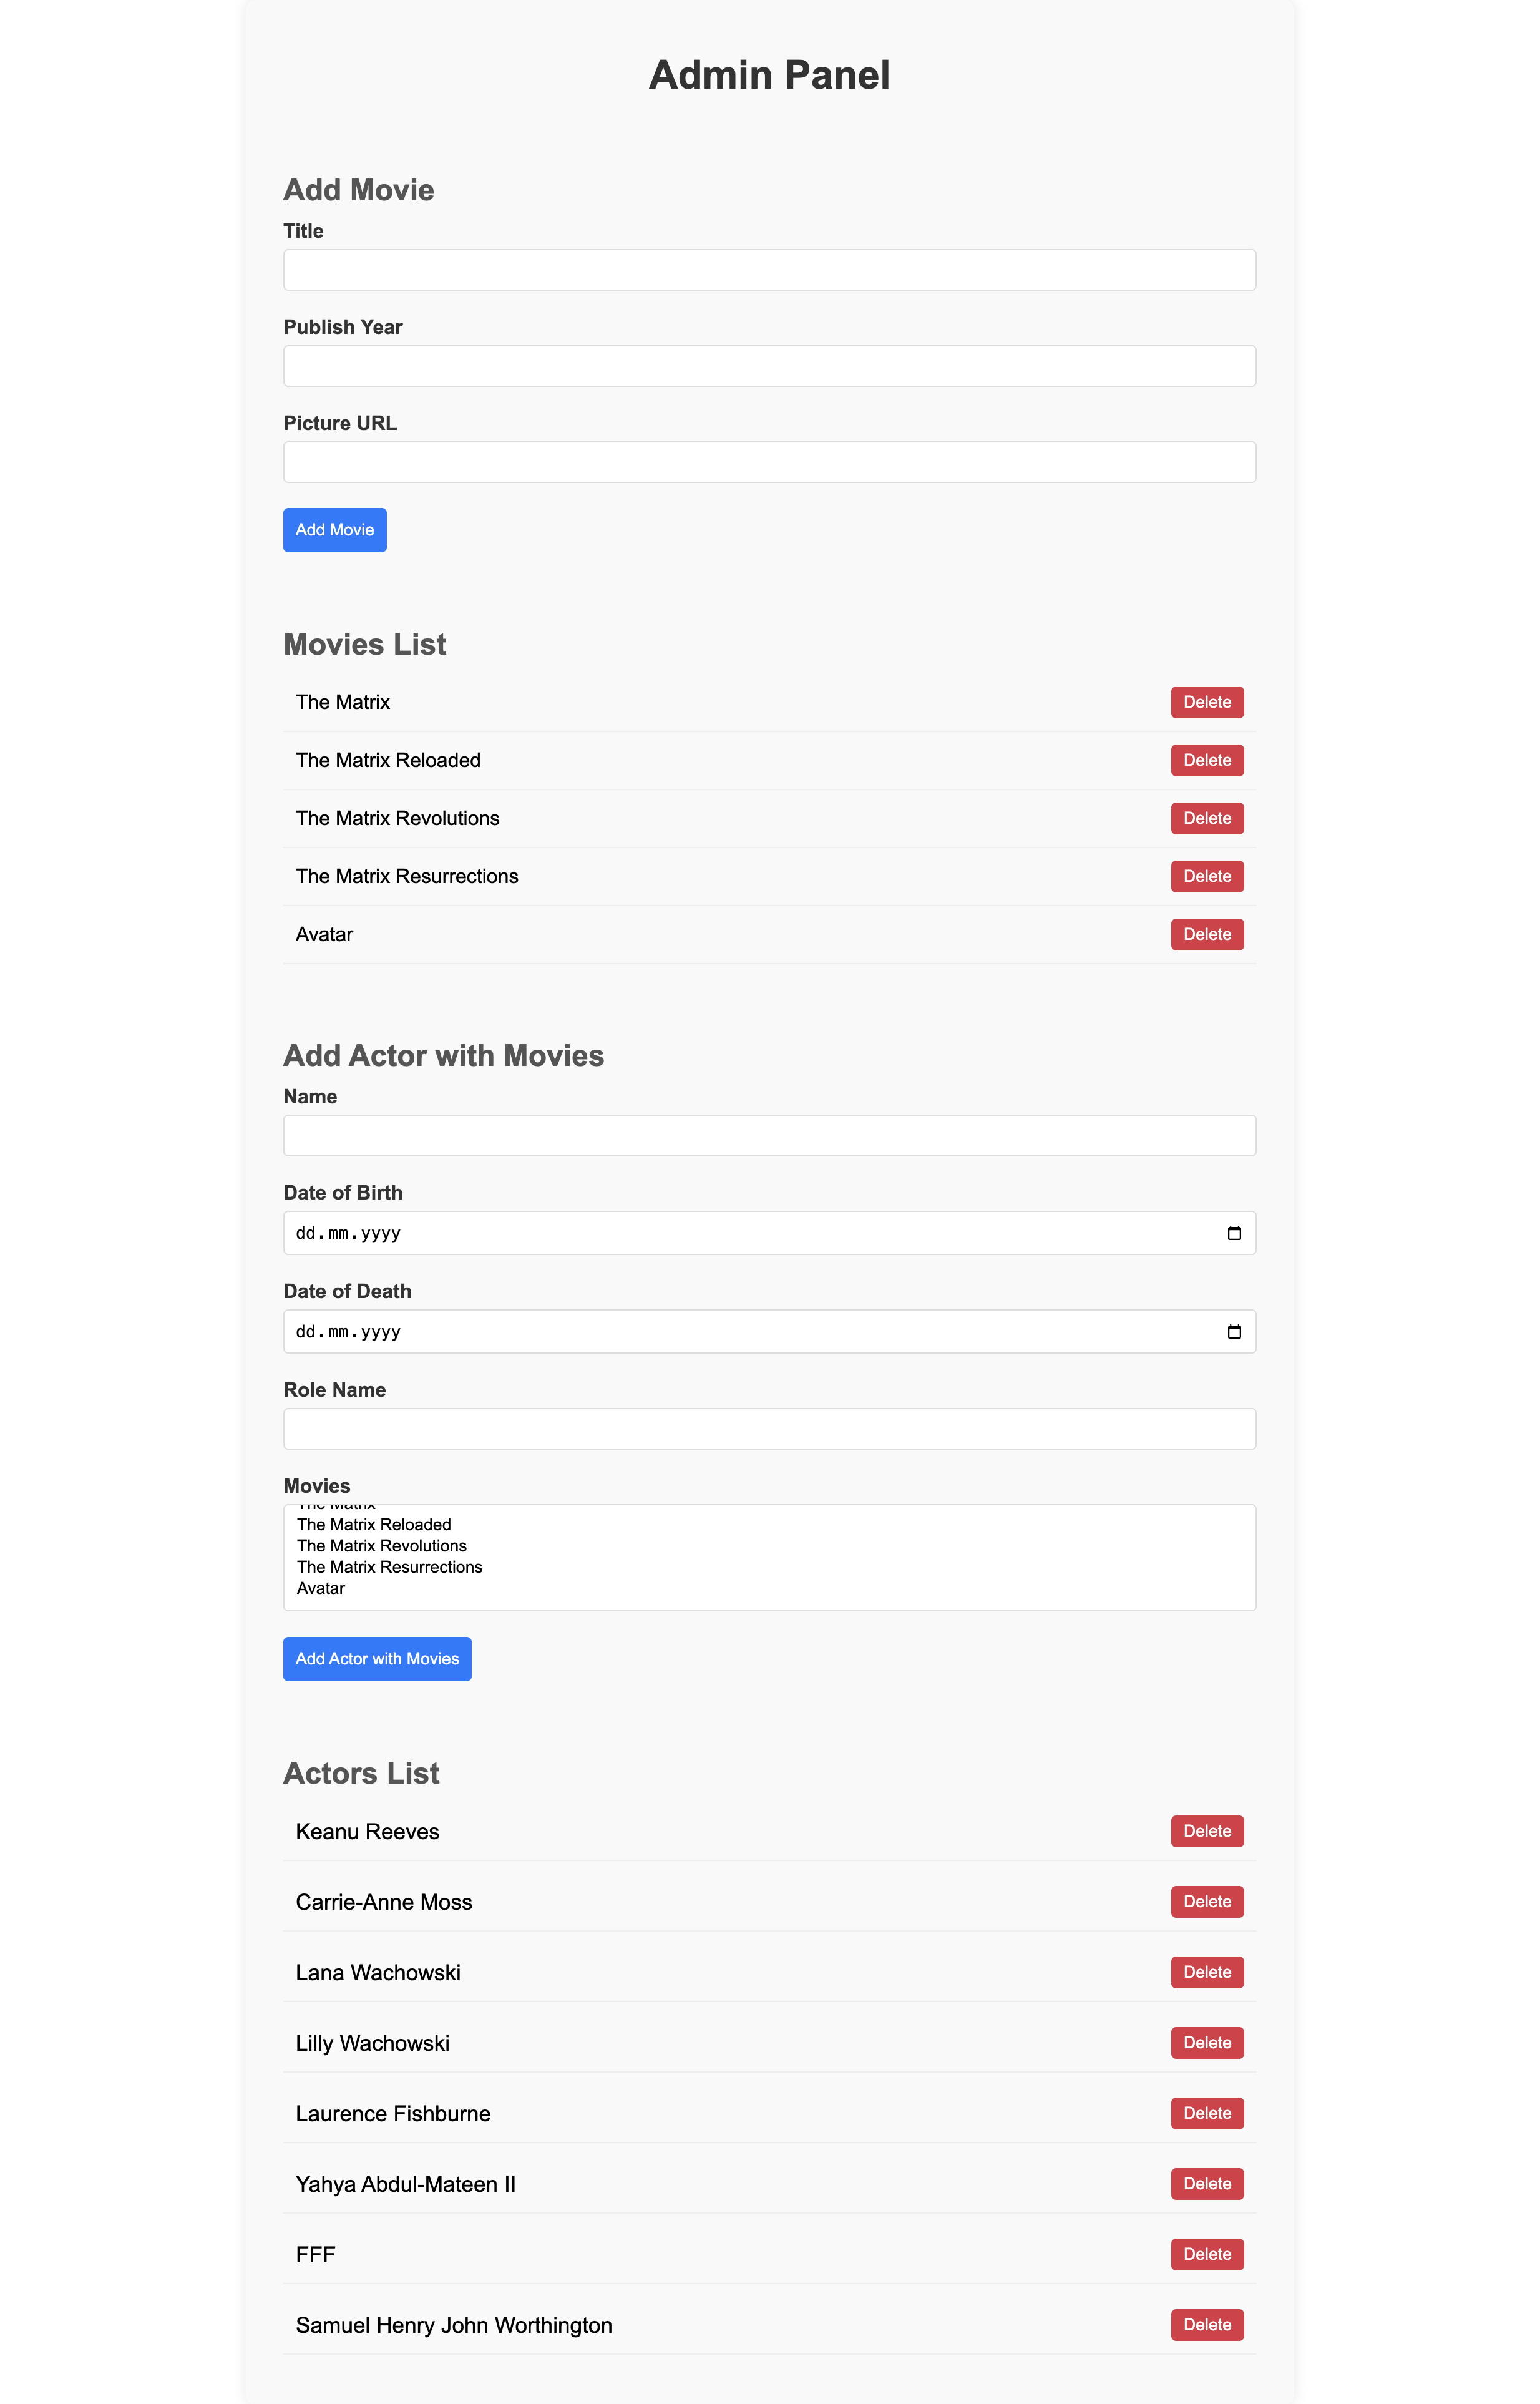 Admin Panel
Add Movie
Title
Publish Year
Picture URL
Add Movie
Movies List
The Matrix Delete
The Matrix Reloaded Delete
The Matrix Revolutions Delete
The Matrix Resurrections Delete
Avatar Delete
Add Actor with Movies
Name
Date of Birth
dd.mm.yyyy
Date of Death
dd.mm.yyyy
Role Name
Movies
The Matrix
The Matrix Reloaded
The Matrix Revolutions
The Matrix Resurrections
Avatar
Add Actor with Movies
Actors List
Keanu Reeves Delete
Carrie-Anne Moss Delete
Lana Wachowski Delete
Lilly Wachowski Delete
Laurence Fishburne Delete
Yahya Abdul-Mateen II Delete
FFF Delete
Samuel Henry John Worthington Delete